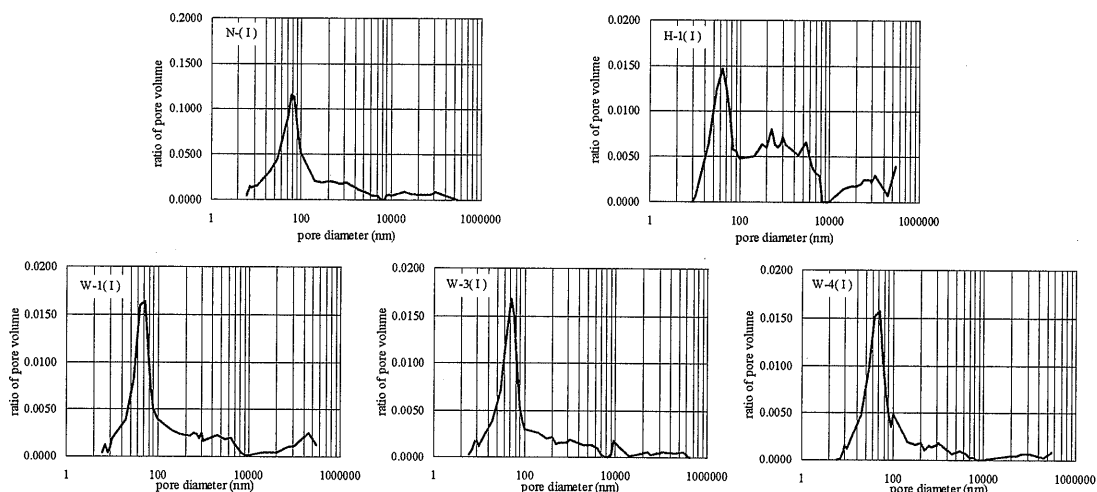 N-( I )
ratio of pore volume
0.2000
0.1500
0.1000
0.0500
0.0000
1 100 10000 1000000
pore diameter (nm)
H-1( I )
ratio of pore volume
0.0200
0.0150
0.0100
0.0050
0.0000
1 100 10000 1000000
pore diameter (nm)
W-1( I )
ratio of pore volume
0.0200
0.0150
0.0100
0.0050
0.0000
1 100 10000 1000000
pore diameter (nm)
W-3( I )
ratio of pore volume
0.0200
0.0150
0.0100
0.0050
0.0000
1 100 10000 1000000
pore diameter (nm)
W-4( I )
ratio of pore volume
0.0200
0.0150
0.0100
0.0050
0.0000
1 100 10000 1000000
pore diameter (nm)